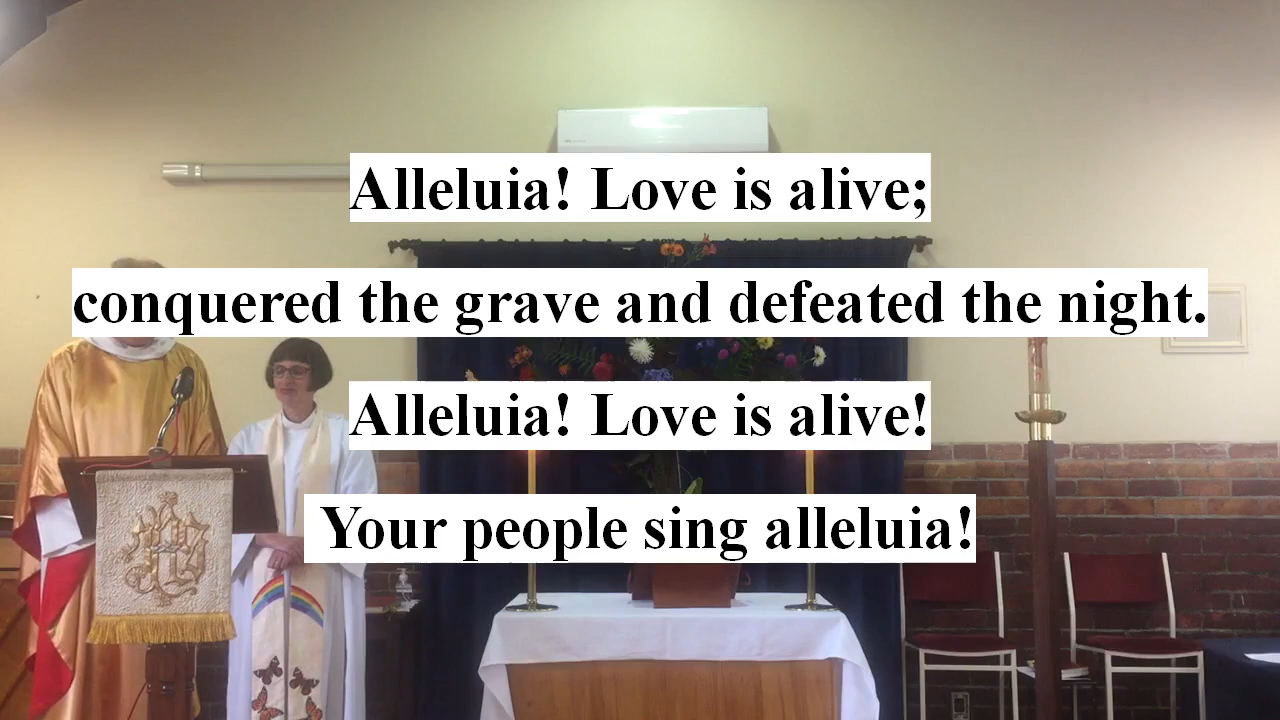 Alleluia! Love is alive;
conquered the grave and defeated the night.
Alleluia! Love is alive!
Your people sing alleluia!